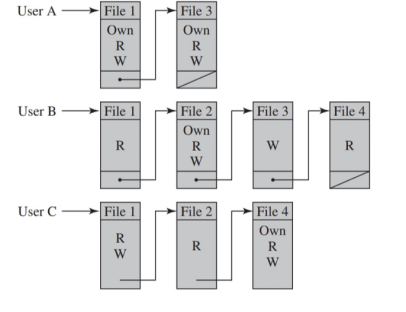 User A
File 1
Own
R
W
File 3
Own
R
W
User B
File 1
R
File 2
Own
R
W
File 3
W
File 4
R
User C
File 1
R
W
File 2
R
File 4
Own
R
W